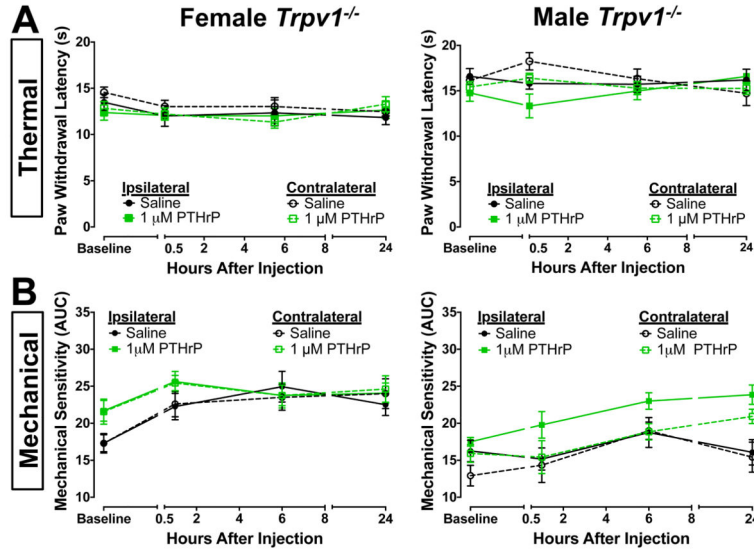 A
Thermal
Female Trpv1-/-
Paw Withdrawal Latency (s)
20
15
10
5
0
Ipsilateral
Saline
1 µM PTHrP
Contralateral
Saline
1 µM PTHrP
Baseline 0.5 2 4 6 8 24
Hours After Injection
Male Trpv1-/-
Paw Withdrawal Latency (s)
20
15
10
5
0
Ipsilateral
Saline
1 µM PTHrP
Contralateral
Saline
1 µM PTHrP
Baseline 0.5 2 4 6 8 24
Hours After Injection
B
Mechanical
Mechanical Sensitivity (AUC)
35
30
25
20
15
10
Ipsilateral
Saline
1µM PTHrP
Contralateral
Saline
1 µM PTHrP
Baseline 0.5 2 4 6 8 24
Hours After Injection
Mechanical Sensitivity (AUC)
35
30
25
20
15
10
Ipsilateral
Saline
1µM PTHrP
Contralateral
Saline
1µM PTHrP
Baseline 0.5 2 4 6 8 24
Hours After Injection